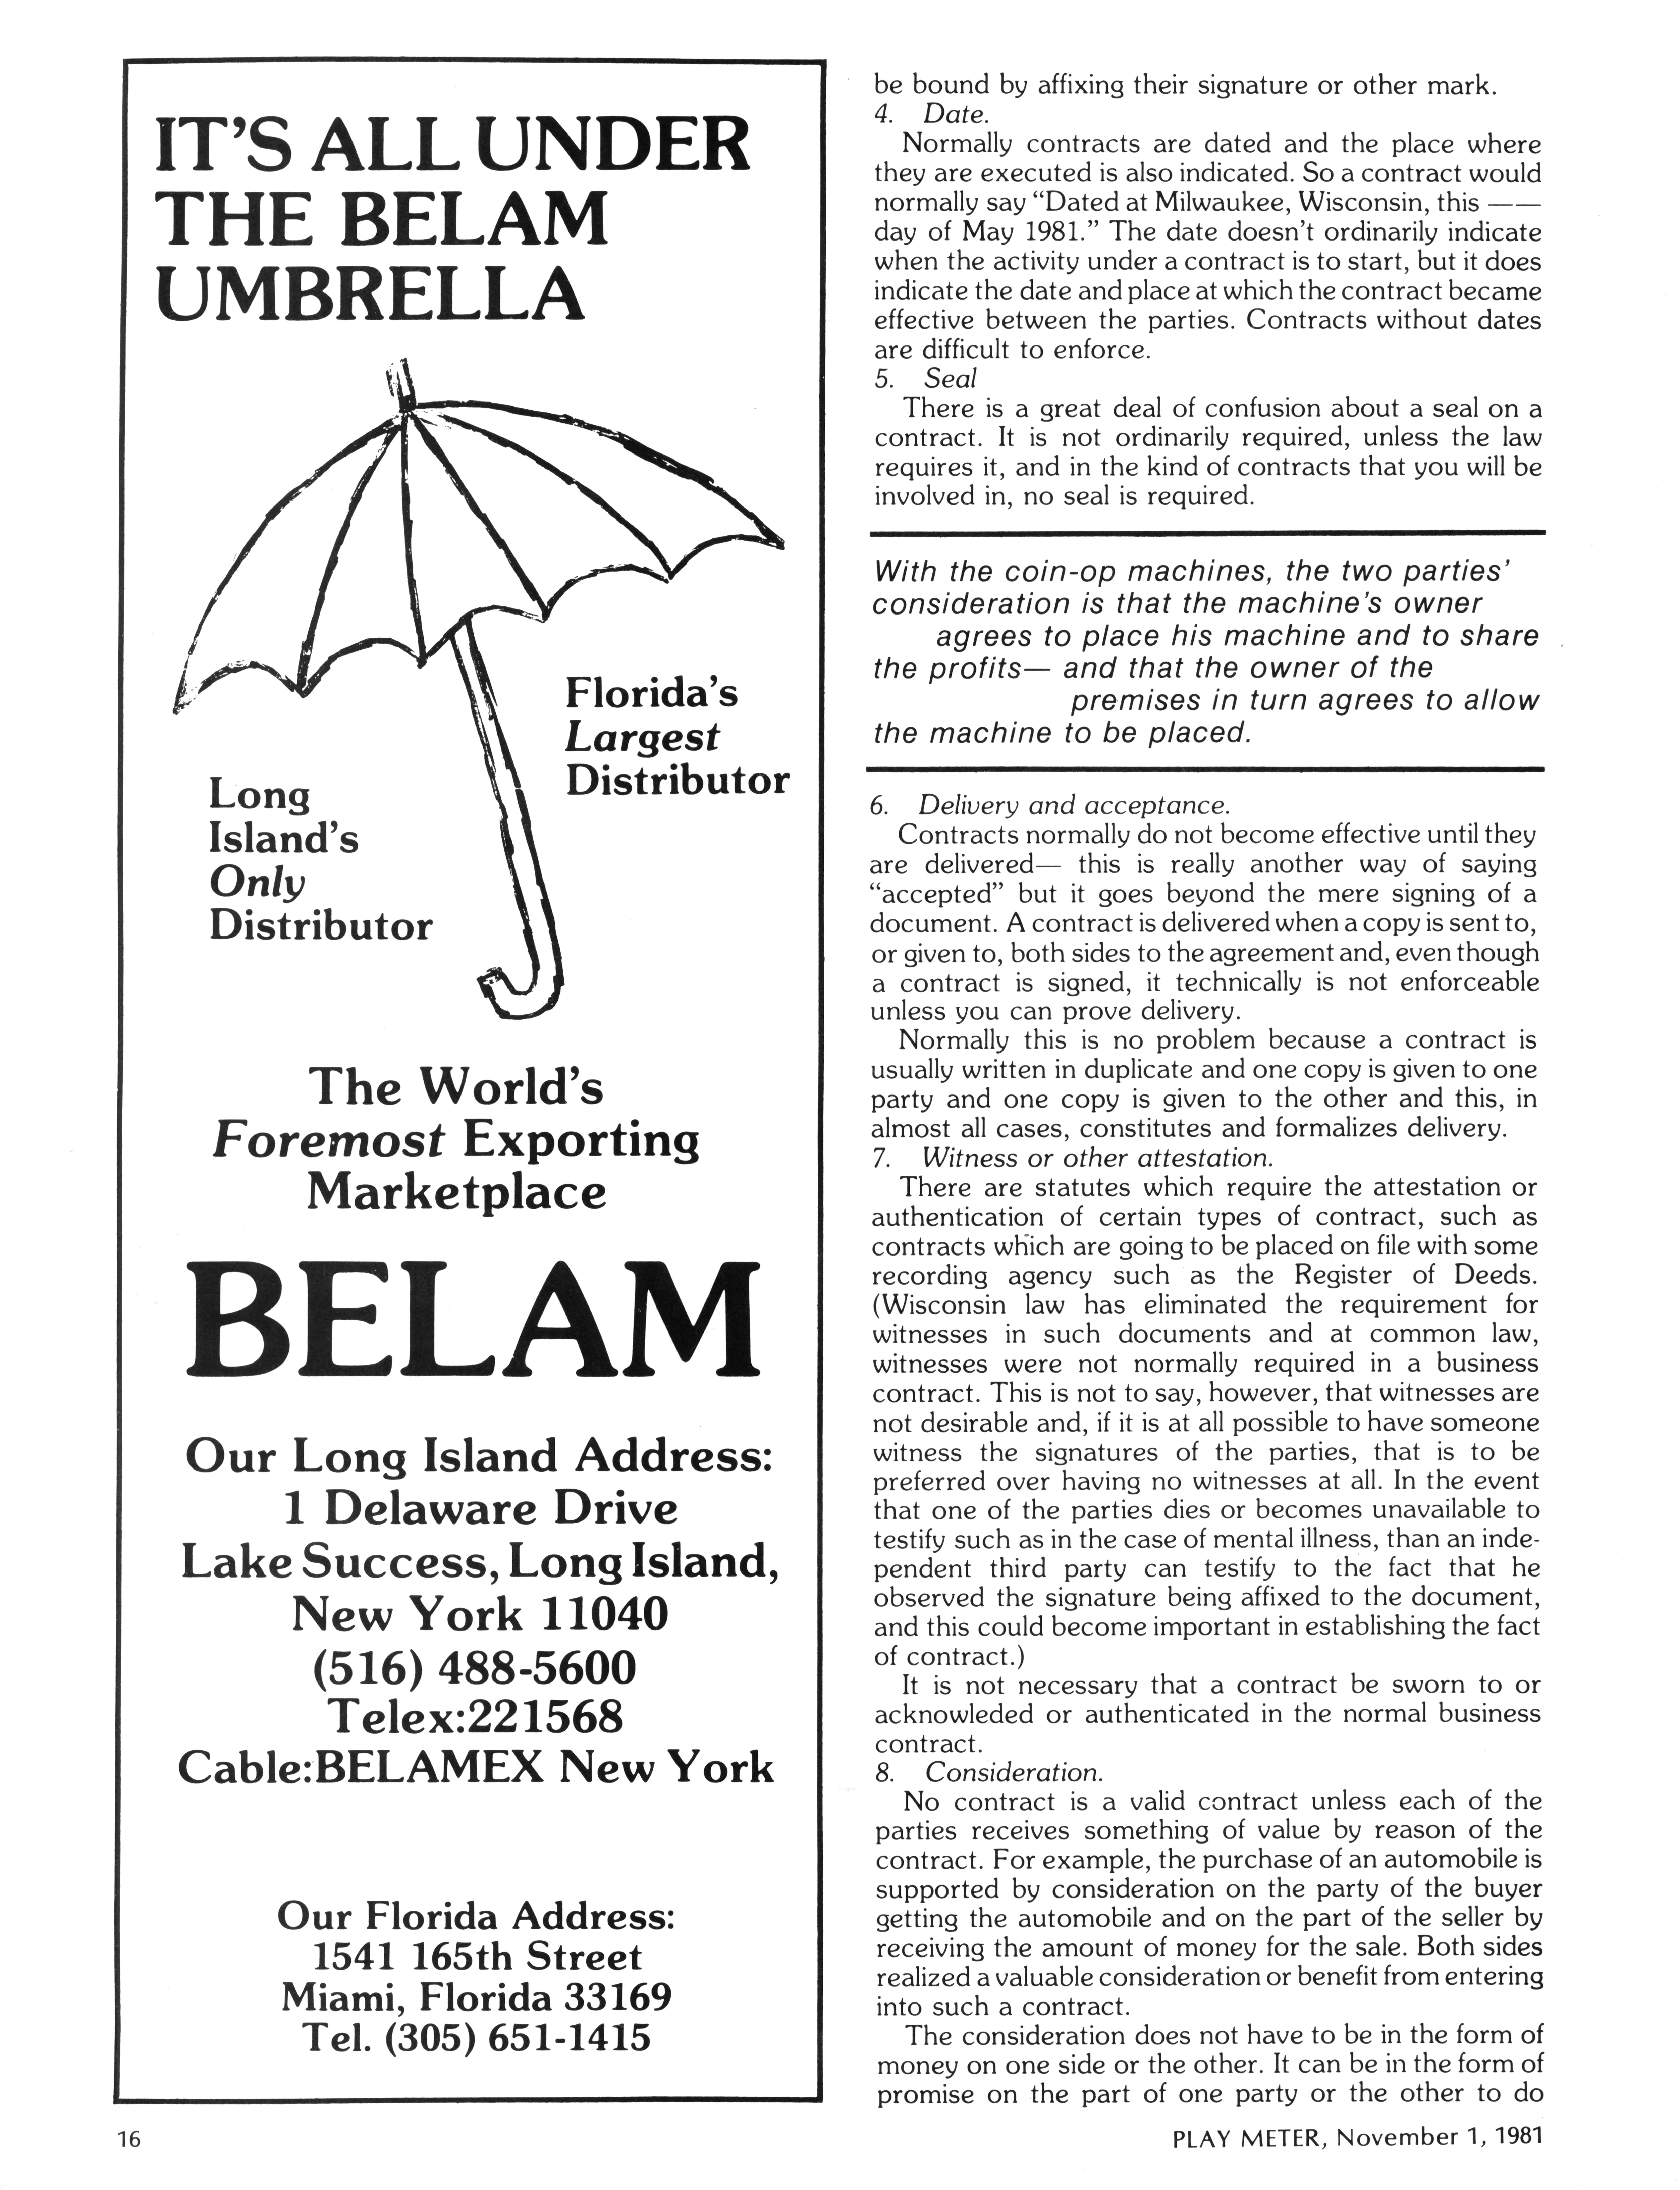 IT'S ALL UNDER
THE BELAM
UMBRELLA
Florida's
Largest
Distributor
Long
Island's
Only
Distributor
The World's
Foremost Exporting
Marketplace
BELAM
Our Long Island Address:
1 Delaware Drive
Lake Success, Long Island,
New York 11040
(516) 488-5600
Telex:221568
Cable:BELAMEX New York
Our Florida Address:
1541 165th Street
Miami, Florida 33169
Tel. (305) 651-1415
be bound by affixing their signature or other mark.
4. Date.
Normally contracts are dated and the place where
they are executed is also indicated. So a contract would
normally say “Dated at Milwaukee, Wisconsin, this ——
day of May 1981.” The date doesn't ordinarily indicate
when the activity under a contract is to start, but it does
indicate the date and place at which the contract became
effective between the parties. Contracts without dates
are difficult to enforce.
5. Seal
There is a great deal of confusion about a seal on a
contract. It is not ordinarily required, unless the law
requires it, and in the kind of contracts that you will be
involved in, no seal is required.
With the coin-op machines, the two parties'
consideration is that the machine's owner
agrees to place his machine and to share
the profits— and that the owner of the
premises in turn agrees to allow
the machine to be placed.
6. Delivery and acceptance.
Contracts normally do not become effective until they
are delivered— this is really another way of saying
“accepted” but it goes beyond the mere signing of a
document. A contract is delivered when a copy is sent to,
or given to, both sides to the agreement and, even though
a contract is signed, it technically is not enforceable
unless you can prove delivery.
Normally this is no problem because a contract is
usually written in duplicate and one copy is given to one
party and one copy is given to the other and this, in
almost all cases, constitutes and formalizes delivery.
7. Witness or other attestation.
There are statutes which require the attestation or
authentication of certain types of contract, such as
contracts which are going to be placed on file with some
recording agency such as the Register of Deeds.
(Wisconsin law has eliminated the requirement for
witnesses in such documents and at common law,
witnesses were not normally required in a business
contract. This is not to say, however, that witnesses are
not desirable and, if it is at all possible to have someone
witness the signatures of the parties, that is to be
preferred over having no witnesses at all. In the event
that one of the parties dies or becomes unavailable to
testify such as in the case of mental illness, than an inde-
pendent third party can testify to the fact that he
observed the signature being affixed to the document,
and this could become important in establishing the fact
of contract.)
It is not necessary that a contract be sworn to or
acknowleded or authenticated in the normal business
contract.
8. Consideration.
No contract is a valid contract unless each of the
parties receives something of value by reason of the
contract. For example, the purchase of an automobile is
supported by consideration on the party of the buyer
getting the automobile and on the part of the seller by
receiving the amount of money for the sale. Both sides
realized a valuable consideration or benefit from entering
into such a contract.
The consideration does not have to be in the form of
money on one side or the other. It can be in the form of
promise on the part of one party or the other to do
16
PLAY METER, November 1, 1981